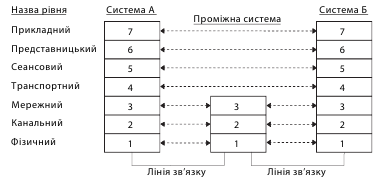 Назва рівня Система А Проміжна система Система Б
Прикладний 7 7
Представницький 6 6
Сеансовий 5 5
Транспортний 4 4
Мережний 3 3 3
Канальний 2 2 2
Фізичний 1 1 1
Лінія зв’язку Лінія зв’язку